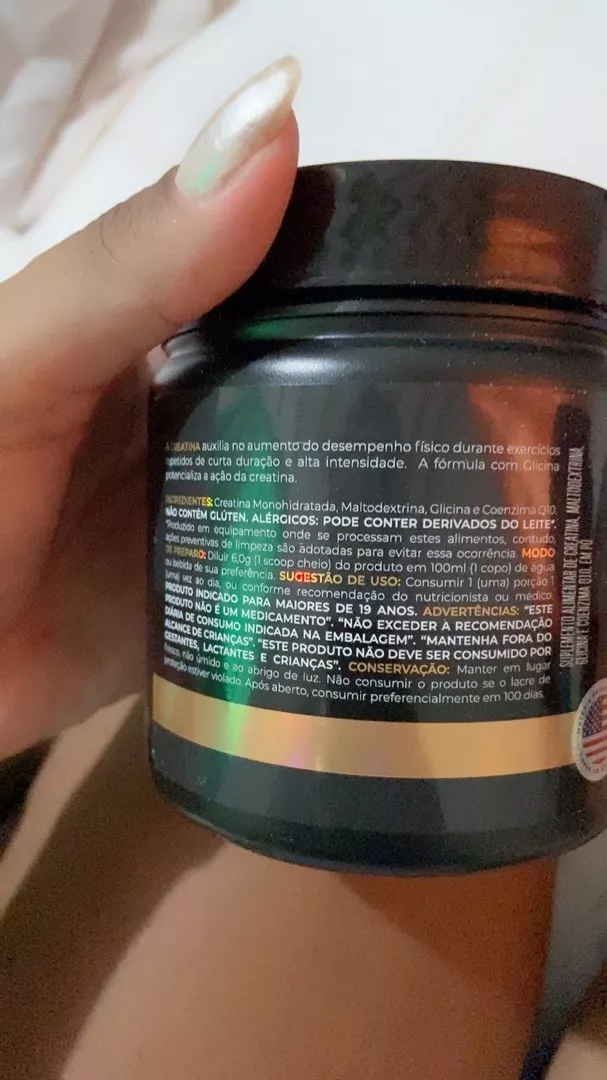 A CREATINA auxilia no aumento do desempenho físico durante exercícios
repetidos de curta duração e alta intensidade. A fórmula com Glicina
potencializa a ação da creatina.
INGREDIENTES: Creatina Monohidratada, Maltodextrina, Glicina e Coenzima Q10.
NÃO CONTÉM GLÚTEN. ALÉRGICOS: PODE CONTER DERIVADOS DO LEITE*.
*Produzido em equipamento onde se processam estes alimentos, contudo,
ações preventivas de limpeza são adotadas para evitar essa ocorrência. MODO
DE PREPARO: Diluir 6,0g (1 scoop cheio) do produto em 100ml (1 copo) de água
ou bebida de sua preferência. SUGESTÃO DE USO: Consumir 1 (uma) porção 1
(uma) vez ao dia, ou conforme recomendação do nutricionista ou médico.
PRODUTO INDICADO PARA MAIORES DE 19 ANOS. ADVERTÊNCIAS: "ESTE
PRODUTO NÃO É UM MEDICAMENTO". "NÃO EXCEDER A RECOMENDAÇÃO
DIÁRIA DE CONSUMO INDICADA NA EMBALAGEM". "MANTENHA FORA DO
ALCANCE DE CRIANÇAS". "ESTE PRODUTO NÃO DEVE SER CONSUMIDO POR
GESTANTES, LACTANTES E CRIANÇAS". CONSERVAÇÃO: Manter em lugar
fresco, não úmido e ao abrigo de luz. Não consumir o produto se o lacre de
proteção estiver violado. Após aberto, consumir preferencialmente em 100 dias.
SUPLEMENTO ALIMENTAR DE CREATINA, MALTODEXTRINA,
GLICINA E COENZIMA Q10, EM PÓ